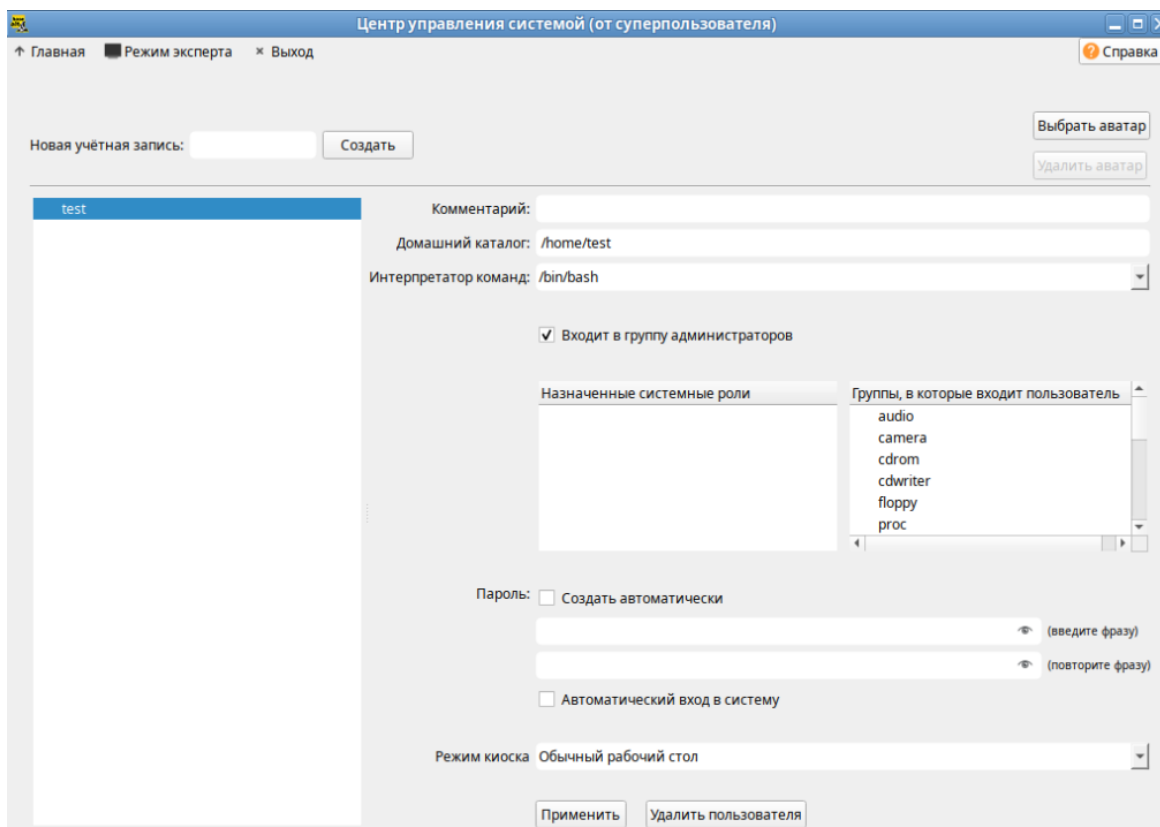 Центр управления системой (от суперпользователя)
Главная Режим эксперта Выход Справка
Выбрать аватар
Новая учётная запись: Создать
Удалить аватар
test
Комментарий:
Домашний каталог: /home/test
Интерпретатор команд: /bin/bash
Входит в группу администраторов
Назначенные системные роли
Группы, в которые входит пользователь
audio
camera
cdrom
cdwriter
floppy
proc
Пароль: Создать автоматически
(введите фразу)
(повторите фразу)
Автоматический вход в систему
Режим киоска Обычный рабочий стол
Применить Удалить пользователя